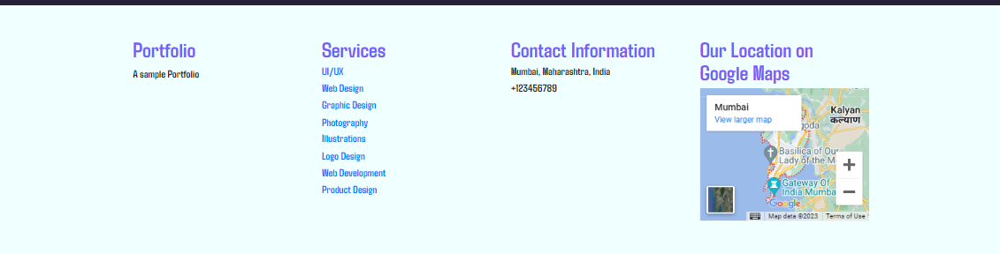 Portfolio
A sample Portfolio
Services
UI/UX
Web Design
Graphic Design
Photography
Illustrations
Logo Design
Web Development
Product Design
Contact Information
Mumbai, Maharashtra, India
+123456789
Our Location on
Google Maps
Mumbai
View larger map
Kalyan
कल्याण
goda
Basilica of Our
Lady of the M
Gateway Of
India Mumba
Google
Map data ©2023
Terms of Use